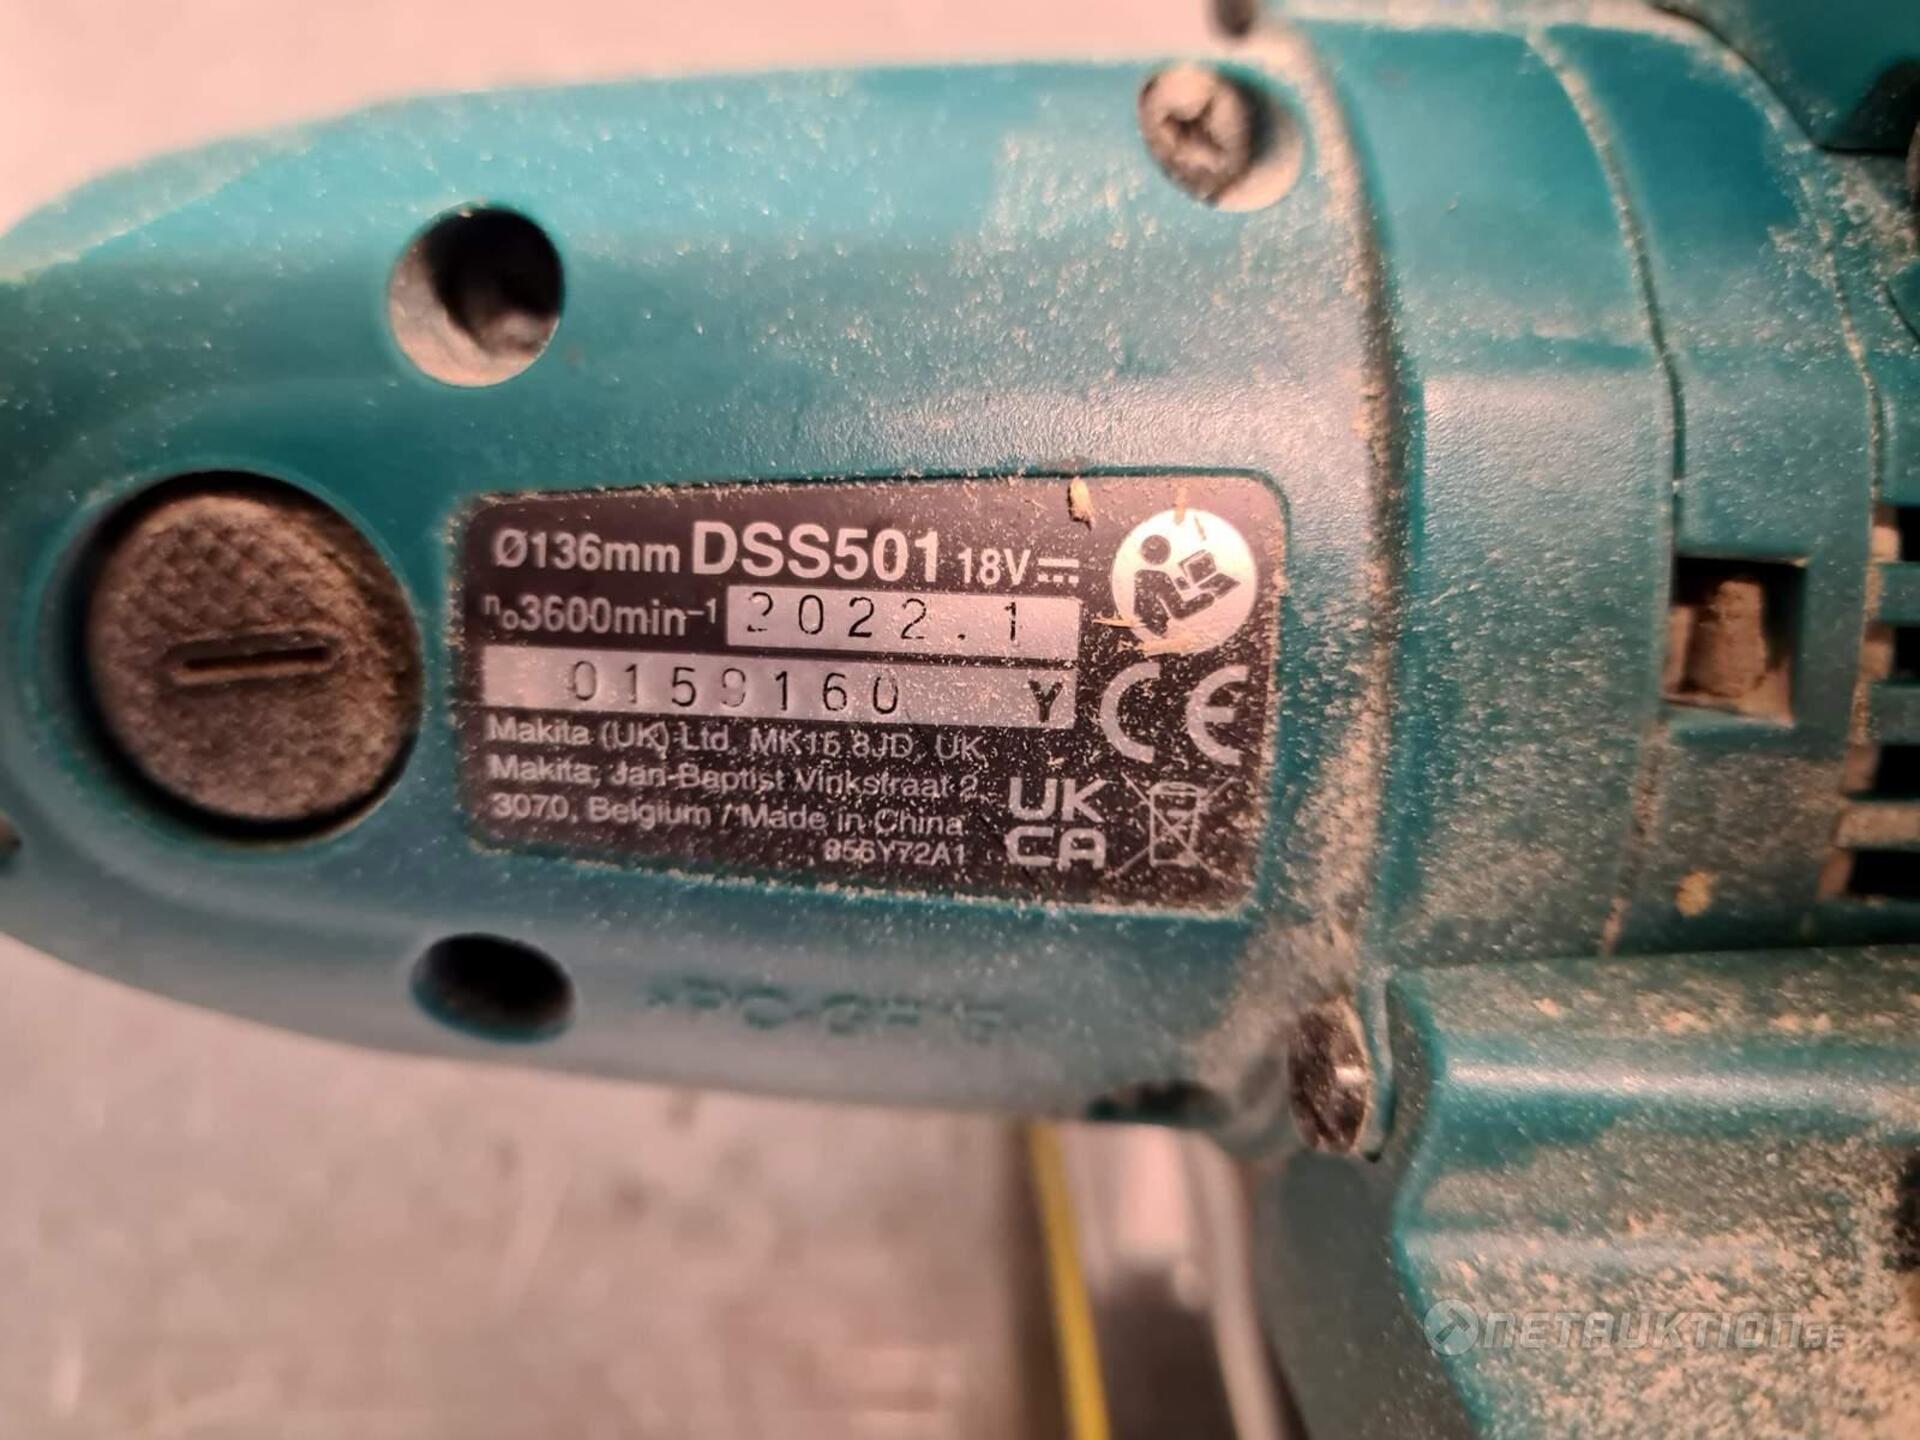 Ø136mm DSS501 18V
n₀3600min⁻¹ 2022.1
0159160 Y
Makita (UK) Ltd, MK15 8JD, UK
Makita, Jan-Baptist Vinkstraat 2
3070, Belgium / Made in China
856Y72A1
CE
UK
CA
NETAUKTION.SE